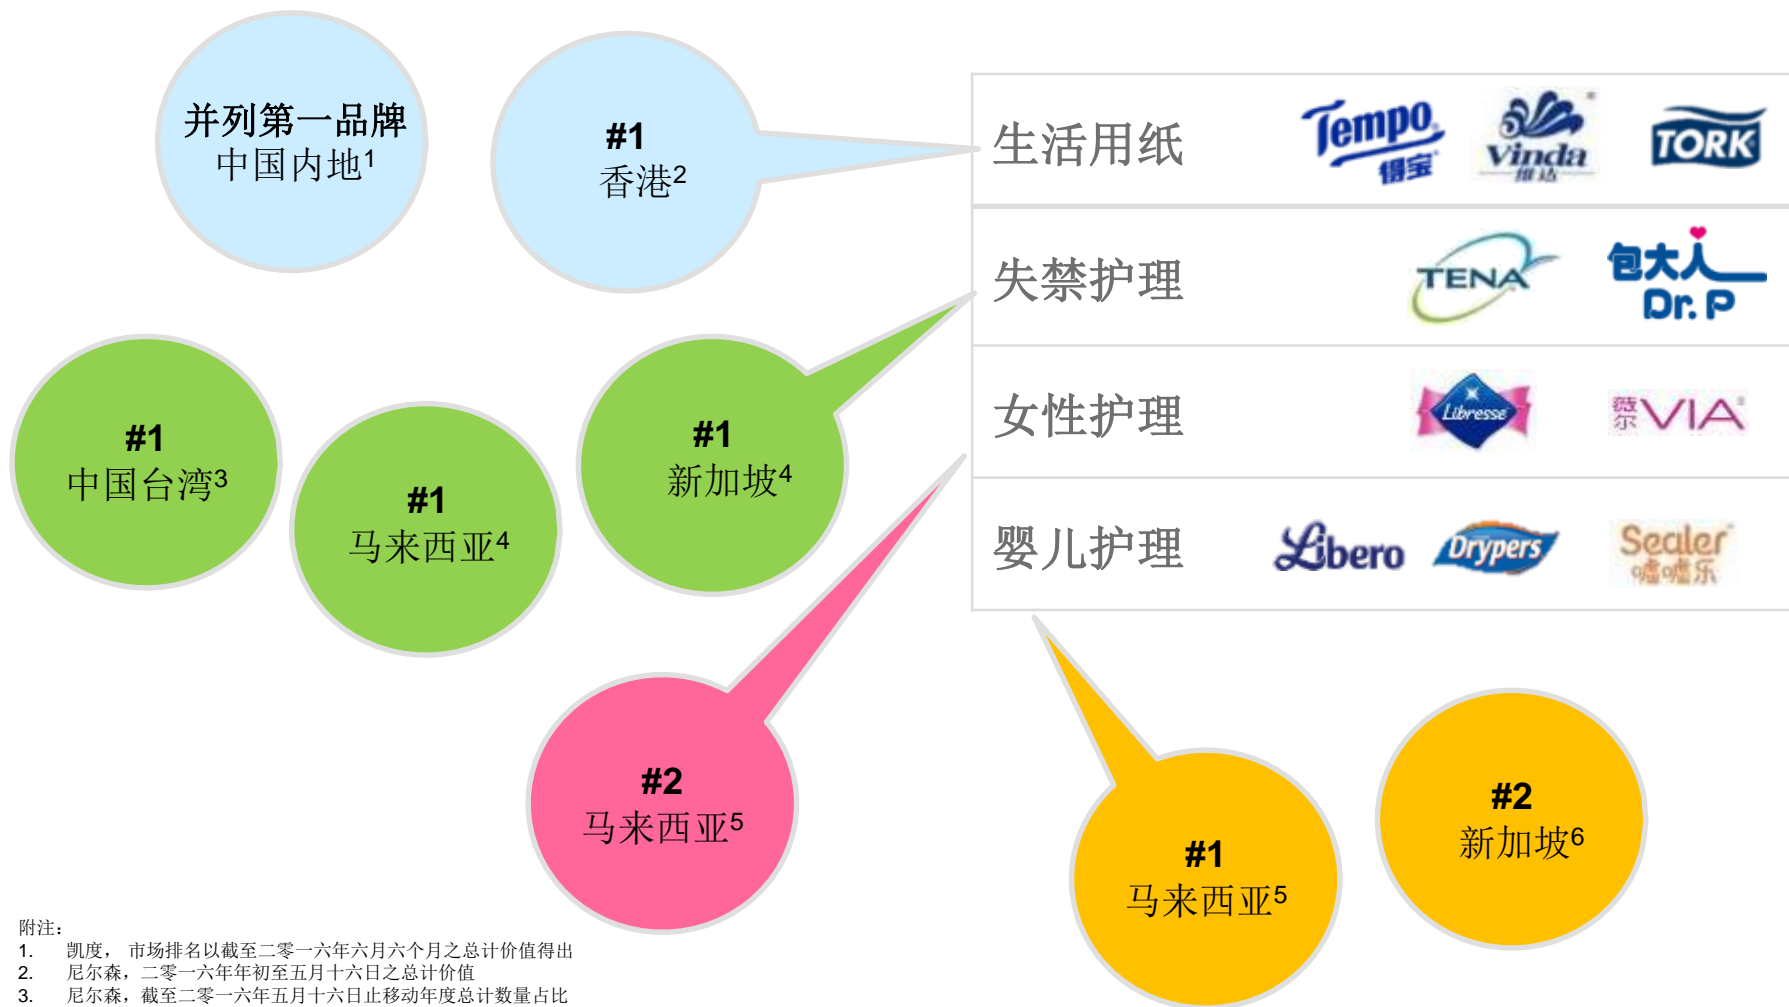 并列第一品牌
中国内地1
#1
香港2
生活用纸
Tempo
得宝
Vinda
维达
TORK
失禁护理
TENA
包大人
Dr. P
#1
中国台湾3
#1
马来西亚4
#1
新加坡4
女性护理
Libresse
薇尔 VIA
婴儿护理
Libero
Drypers
Sealer
嘘嘘乐
#2
马来西亚5
#1
马来西亚5
#2
新加坡6
附注：
1. 凯度， 市场排名以截至二零一六年六月六个月之总计价值得出
2. 尼尔森，二零一六年年初至五月十六日之总计价值
3. 尼尔森，截至二零一六年五月十六日止移动年度总计数量占比